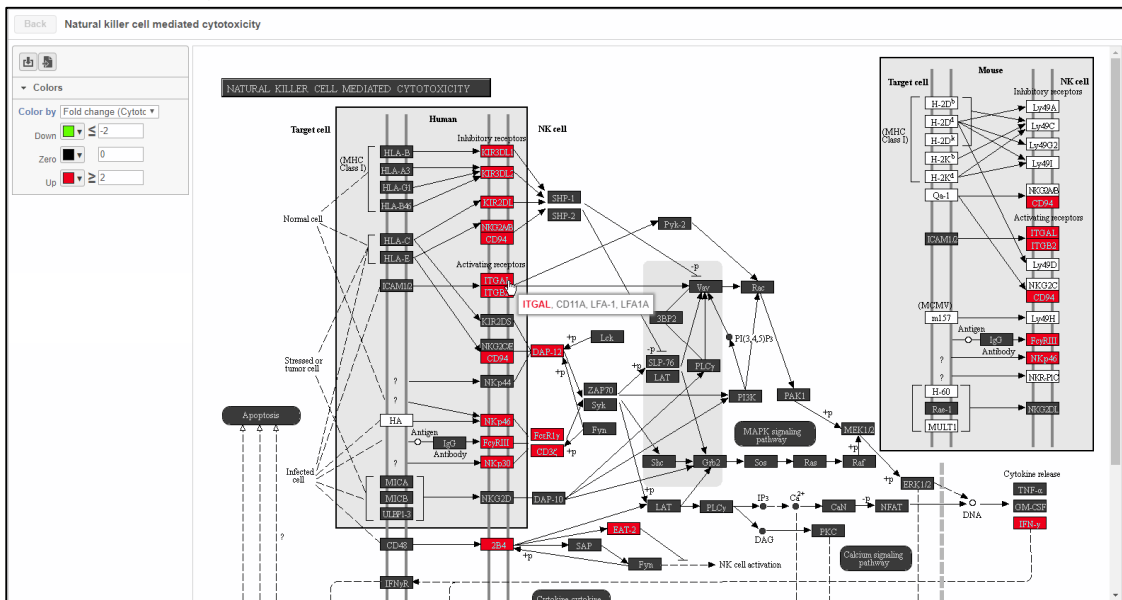 Back Natural killer cell mediated cytotoxicity
Colors
Color by Fold change (Cytotc
Down ≤ -2
Zero 0
Up ≥ 2
NATURAL KILLER CELL MEDIATED CYTOTOXICITY
Target cell
Human
NK cell
Inhibitory receptors
(MHC Class I)
HLA-B
HLA-A3
HLA-G1
HLA-B46
HLA-C
HLA-E
ICAM1/2
Normal cell
Stressed or tumor cell
Infected cell
?
?
?
HA
Antigen
IgG
Antibody
MICA
MICB
ULBP1-3
CD48
IFNγR
KIR3DL1
KIR2DL
NKG2A/B
CD94
Activating receptors
ITGAL
ITGB2
ITGAL, CD11A, LFA-1, LFA1A
KIR2DS
CD94
NKp44
NKp46
FcγRIII
NKp30
NKG2D
2B4
SHP-1
SHP-2
Pyk-2
-p
Vav
Rac
3BP2
PI(3,4,5)P3
DAP-12
+p
Lck
-p
SLP-76
LAT
PLCγ
+p
+p
ZAP70
Syk
Fyn
+p
PI3K
PAK1
FcεR1γ
CD3ζ
+p
MAPK signaling pathway
+p
MEK1/2
Shc
Grb2
Sos
Ras
Raf
+p
+p
ERK1/2
DAP-10
+p
LAT
PLCγ
IP3
Ca2+
CaN
-p
NFAT
DNA
DAG
PKC
Calcium signaling pathway
EAT-2
SAP
+p
Fyn
NK cell activation
Cytokine release
TNF-α
GM-CSF
IFN-γ
Apoptosis
?
Cytokine cytokine
Mouse
Target cell
NK cell
Inhibitory receptors
(MHC Class I)
H-2Db
H-2Dd
H-2Dk
H-2Kb
H-2Kd
Qa-1
ICAM1/2
Ly49A
Ly49C
Ly49G2
Ly49I
NKG2A/B
CD94
Activating receptors
ITGAL
ITGB2
Ly49D
NKG2C
CD94
(MCMV)
m157
Ly49H
Antigen
IgG
Antibody
FcγRIII
?
NKp46
?
NKR-P1C
H-60
Rae-1
MULT1
NKG2DL